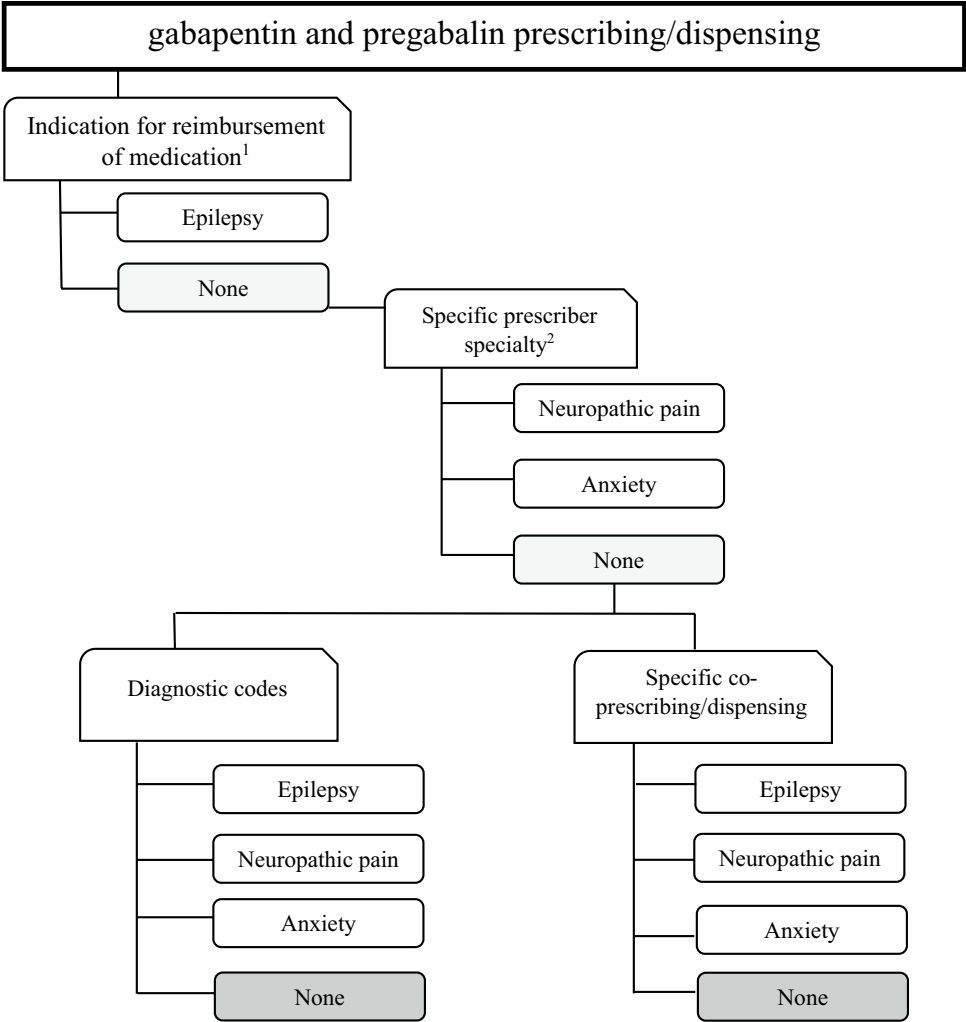 gabapentin and pregabalin prescribing/dispensing
Indication for reimbursement
of medication1
Epilepsy
None
Specific prescriber
specialty2
Neuropathic pain
Anxiety
None
Diagnostic codes
Epilepsy
Neuropathic pain
Anxiety
None
Specific co-
prescribing/dispensing
Epilepsy
Neuropathic pain
Anxiety
None